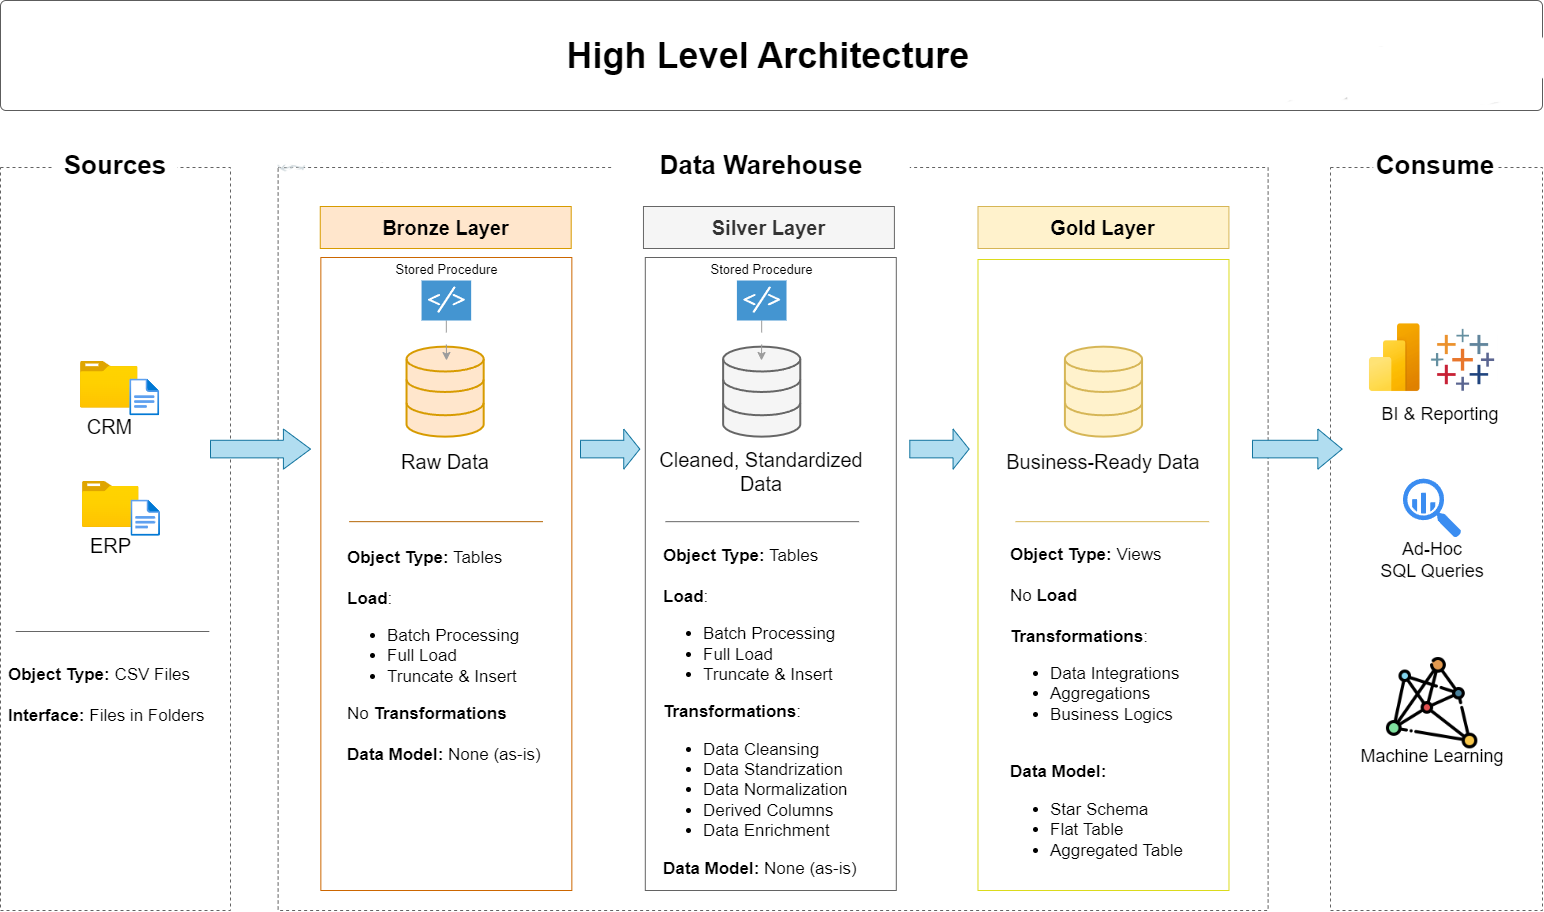 High Level Architecture
Sources
CRM
ERP
Object Type: CSV Files
Interface: Files in Folders
Data Warehouse
Bronze Layer
Stored Procedure
</>
Raw Data
Object Type: Tables
Load:
• Batch Processing
• Full Load
• Truncate & Insert
No Transformations
Data Model: None (as-is)
Silver Layer
Stored Procedure
</>
Cleaned, Standardized
Data
Object Type: Tables
Load:
• Batch Processing
• Full Load
• Truncate & Insert
Transformations:
• Data Cleansing
• Data Standrization
• Data Normalization
• Derived Columns
• Data Enrichment
Data Model: None (as-is)
Gold Layer
Business-Ready Data
Object Type: Views
No Load
Transformations:
• Data Integrations
• Aggregations
• Business Logics
Data Model:
• Star Schema
• Flat Table
• Aggregated Table
Consume
BI & Reporting
Ad-Hoc
SQL Queries
Machine Learning